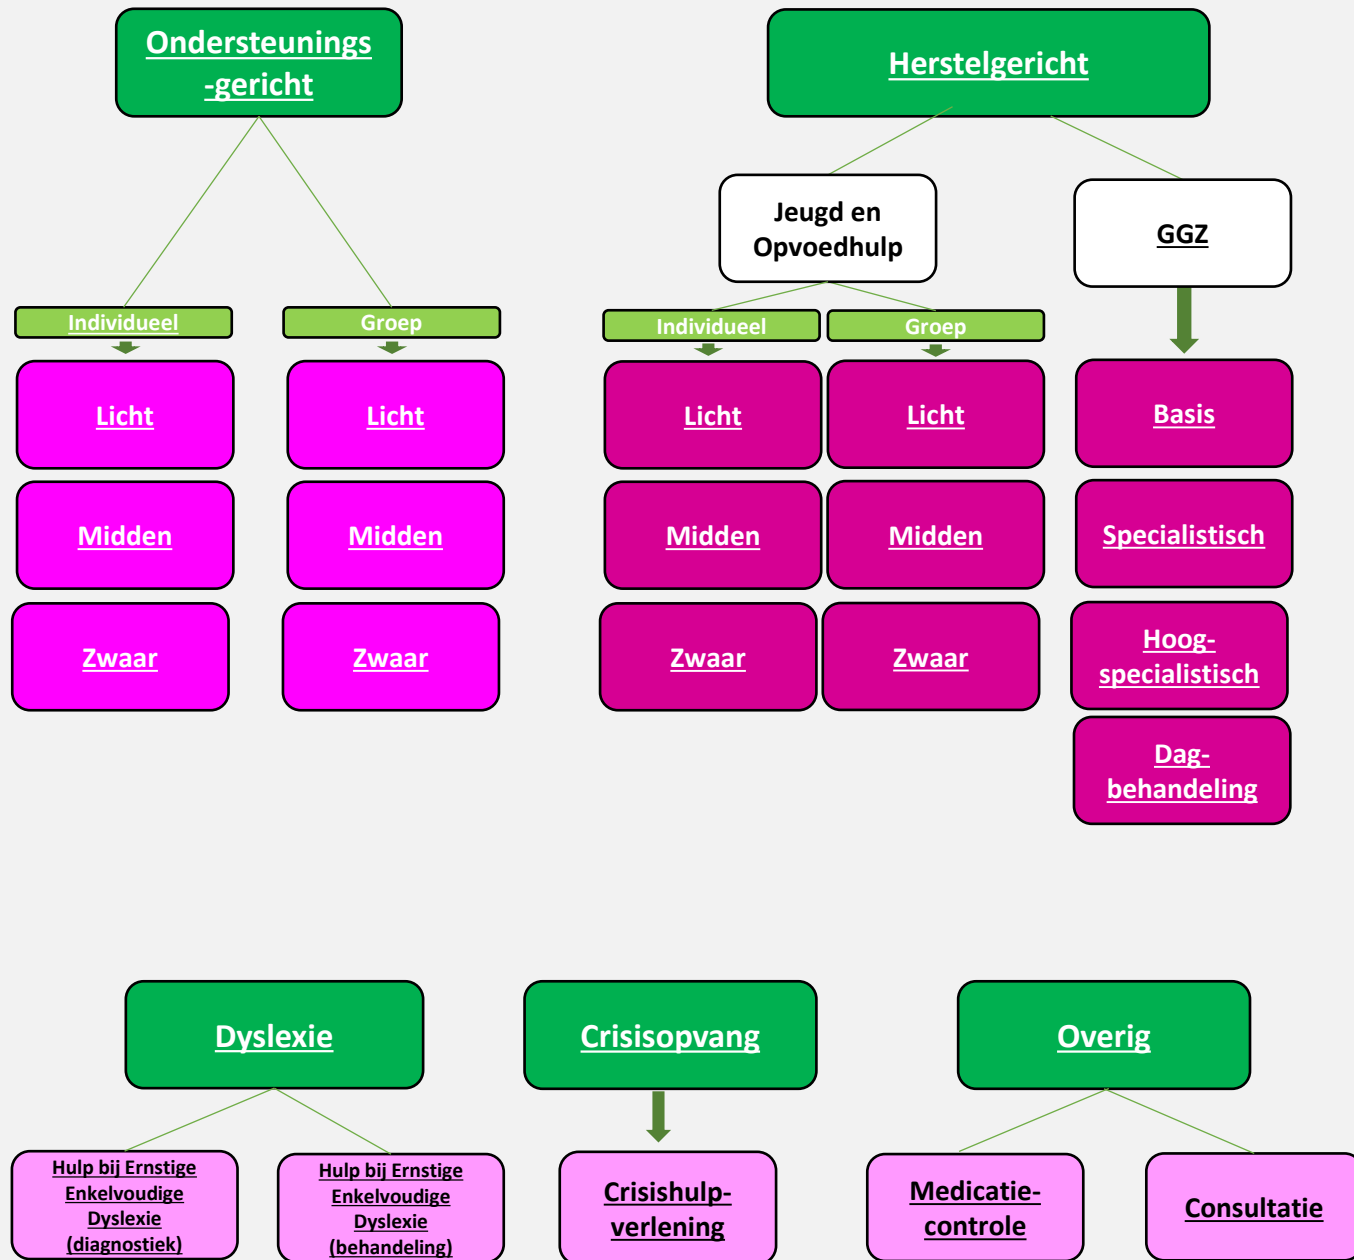 Ondersteunings
-gericht
Herstelgericht
Jeugd en
Opvoedhulp
GGZ
Individueel
Groep
Individueel
Groep
Licht
Licht
Licht
Licht
Basis
Midden
Midden
Midden
Midden
Specialistisch
Zwaar
Zwaar
Zwaar
Zwaar
Hoog-
specialistisch
Dag-
behandeling
Dyslexie
Crisisopvang
Overig
Hulp bij Ernstige
Enkelvoudige
Dyslexie
(diagnostiek)
Hulp bij Ernstige
Enkelvoudige
Dyslexie
(behandeling)
Crisishulp-
verlening
Medicatie-
controle
Consultatie